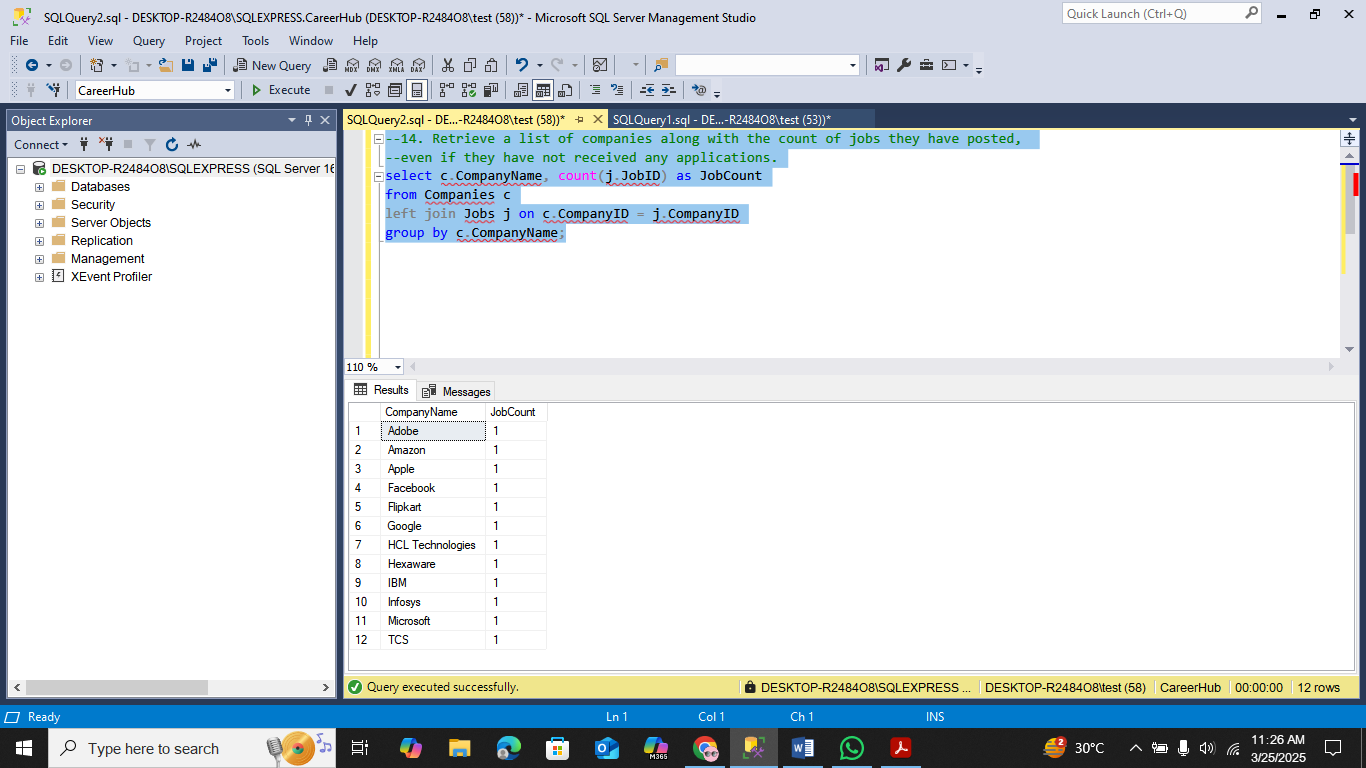 SQLQuery2.sql - DESKTOP-R2484O8\SQLEXPRESS.CareerHub (DESKTOP-R2484O8\test (58))* - Microsoft SQL Server Management Studio
Quick Launch (Ctrl+Q)
File Edit View Query Project Tools Window Help
New Query
MDX DMX XMLA DAX
CareerHub
Execute
Object Explorer
SQLQuery2.sql - DE...-R2484O8\test (58))*
SQLQuery1.sql - DE...-R2484O8\test (53))*
Connect
DESKTOP-R2484O8\SQLEXPRESS (SQL Server 16
Databases
Security
Server Objects
Replication
Management
XEvent Profiler
--14. Retrieve a list of companies along with the count of jobs they have posted,
--even if they have not received any applications.
select c.CompanyName, count(j.JobID) as JobCount
from Companies c
left join Jobs j on c.CompanyID = j.CompanyID
group by c.CompanyName;
110 %
Results Messages
CompanyName JobCount
1 Adobe 1
2 Amazon 1
3 Apple 1
4 Facebook 1
5 Flipkart 1
6 Google 1
7 HCL Technologies 1
8 Hexaware 1
9 IBM 1
10 Infosys 1
11 Microsoft 1
12 TCS 1
Query executed successfully.
DESKTOP-R2484O8\SQLEXPRESS ... DESKTOP-R2484O8\test (58) CareerHub 00:00:00 12 rows
Ready Ln 1 Col 1 Ch 1 INS
Type here to search
M365
30°C
11:26 AM
3/25/2025